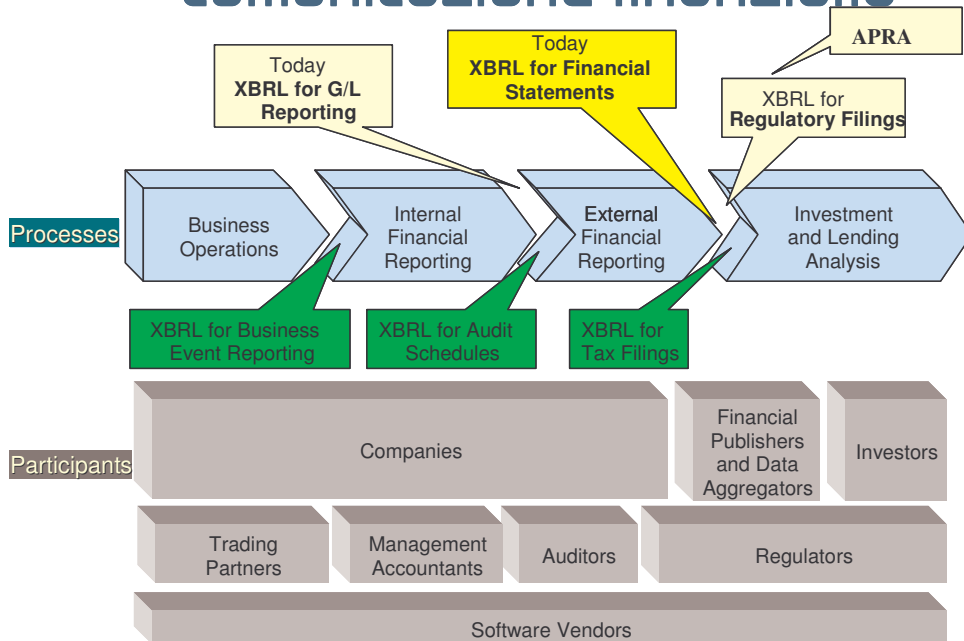 comunicazione finanziaria
APRA
Today
XBRL for G/L
Reporting
Today
XBRL for Financial
Statements
XBRL for
Regulatory Filings
Processes
Business
Operations
Internal
Financial
Reporting
External
Financial
Reporting
Investment
and Lending
Analysis
XBRL for Business
Event Reporting
XBRL for Audit
Schedules
XBRL for
Tax Filings
Participants
Companies
Financial
Publishers
and Data
Aggregators
Investors
Trading
Partners
Management
Accountants
Auditors
Regulators
Software Vendors